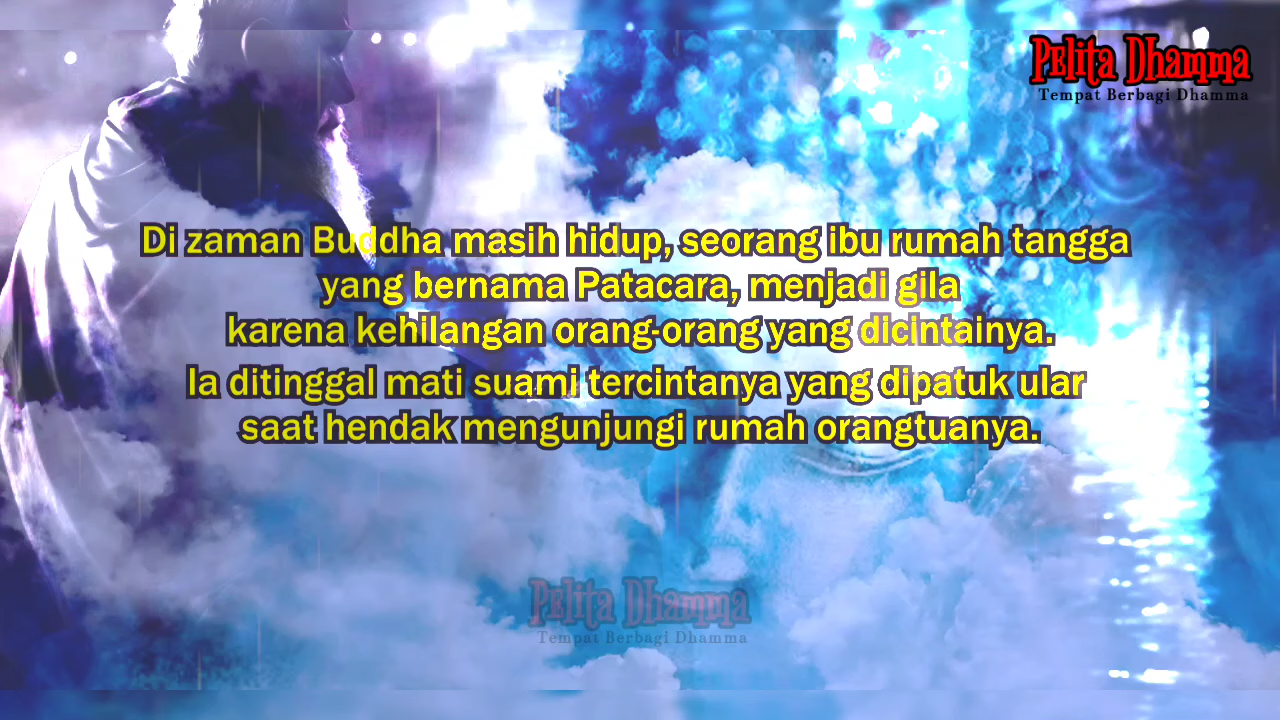 Pelita Dhamma
Tempat Berbagi Dhamma
Di zaman Buddha masih hidup, seorang ibu rumah tangga
yang bernama Patacara, menjadi gila
karena kehilangan orang-orang yang dicintainya.
Ia ditinggal mati suami tercintanya yang dipatuk ular
saat hendak mengunjungi rumah orangtuanya.
Pelita Dhamma
Tempat Berbagi Dhamma